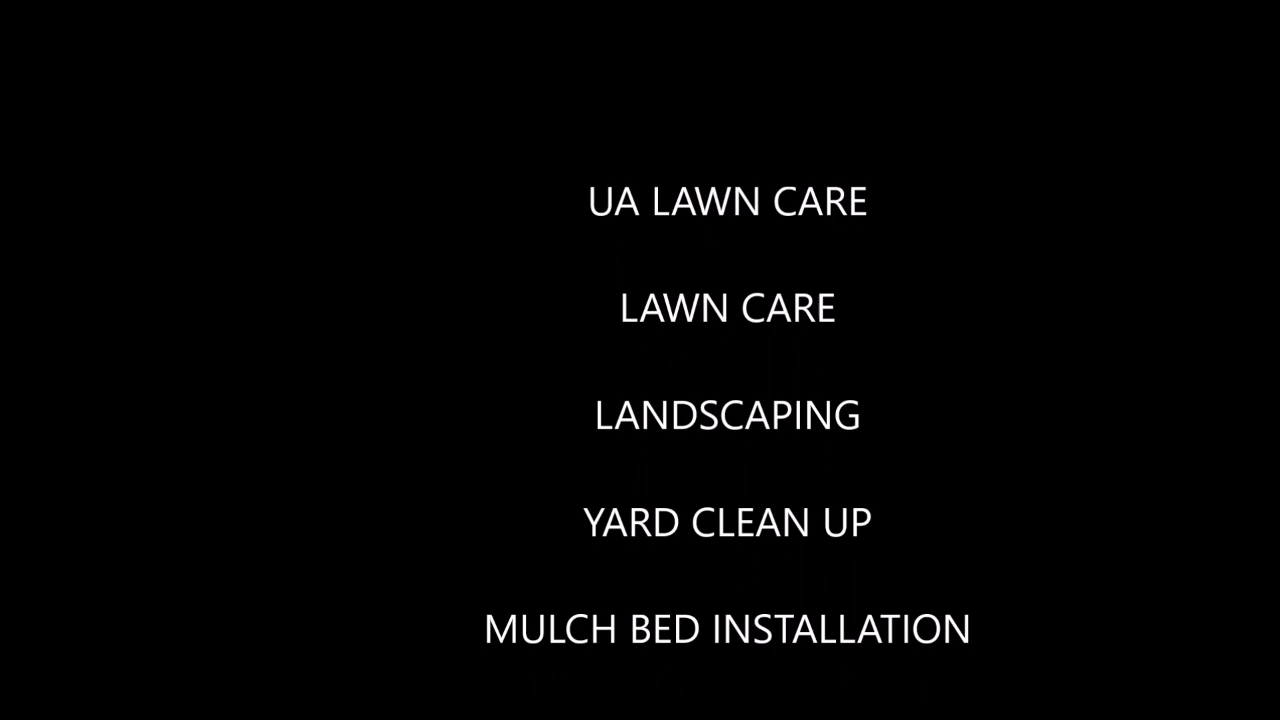 UA LAWN CARE
LAWN CARE
LANDSCAPING
YARD CLEAN UP
MULCH BED INSTALLATION